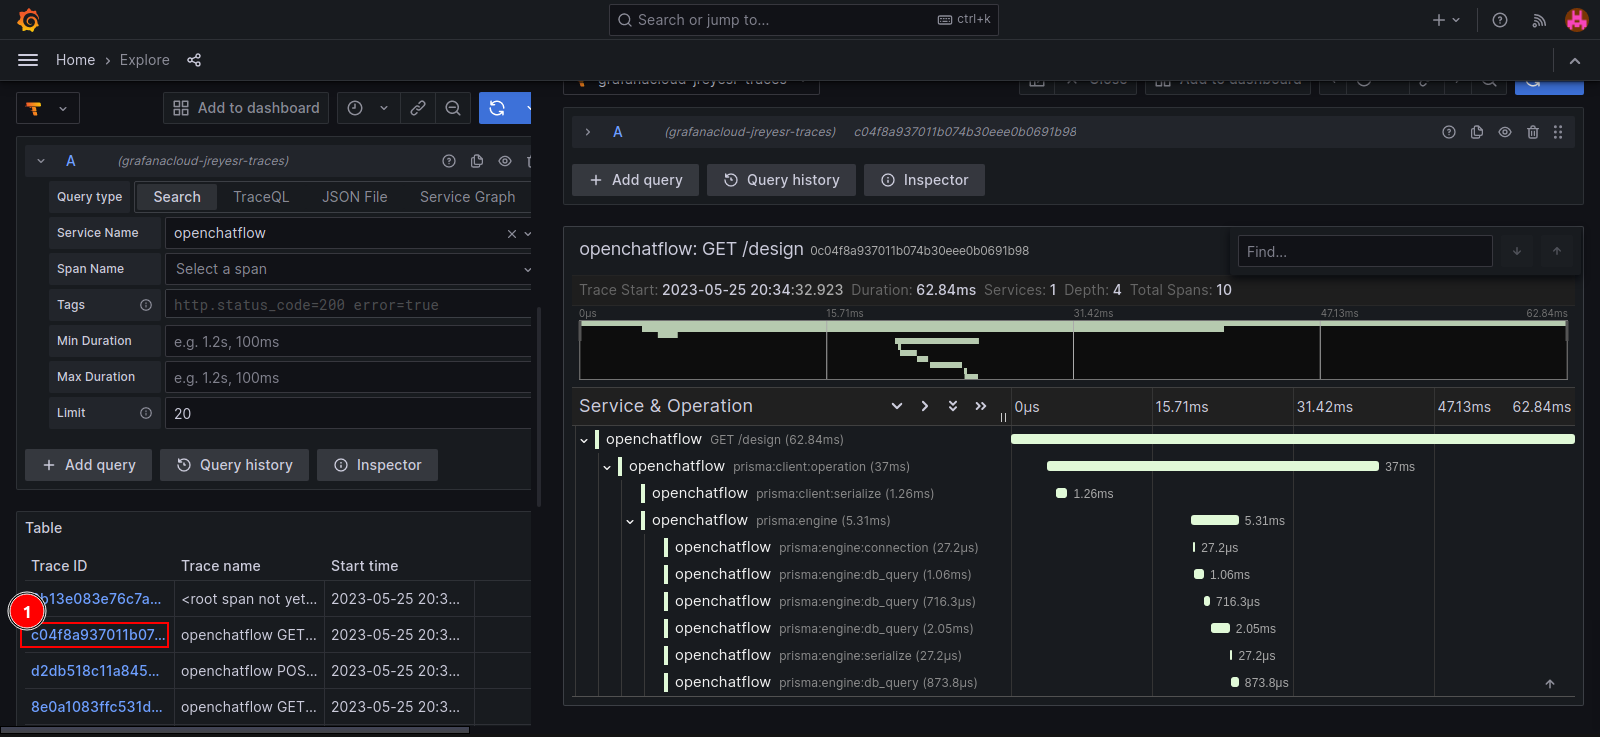 Search or jump to...
ctrl+k
Home › Explore
Add to dashboard
A (grafanacloud-jreyesr-traces)
Query type Search TraceQL JSON File Service Graph
Service Name openchatflow
Span Name Select a span
Tags http.status_code=200 error=true
Min Duration e.g. 1.2s, 100ms
Max Duration e.g. 1.2s, 100ms
Limit 20
Add query Query history Inspector
Table
Trace ID Trace name Start time
b13e083e76c7a... <root span not yet... 2023-05-25 20:3...
1
c04f8a937011b07... openchatflow GET... 2023-05-25 20:3...
d2db518c11a845... openchatflow POS... 2023-05-25 20:3...
8e0a1083ffc531d... openchatflow GET... 2023-05-25 20:3...
grafanacloud-jreyesr-traces Close Add to dashboard
A (grafanacloud-jreyesr-traces) c04f8a937011b074b30eee0b0691b98
Add query Query history Inspector
openchatflow: GET /design 0c04f8a937011b074b30eee0b0691b98
Find...
Trace Start: 2023-05-25 20:34:32.923 Duration: 62.84ms Services: 1 Depth: 4 Total Spans: 10
0μs 15.71ms 31.42ms 47.13ms 62.84ms
Service & Operation 0μs 15.71ms 31.42ms 47.13ms 62.84ms
openchatflow GET /design (62.84ms)
openchatflow prisma:client:operation (37ms) 37ms
openchatflow prisma:client:serialize (1.26ms) 1.26ms
openchatflow prisma:engine (5.31ms) 5.31ms
openchatflow prisma:engine:connection (27.2μs) 27.2μs
openchatflow prisma:engine:db_query (1.06ms) 1.06ms
openchatflow prisma:engine:db_query (716.3μs) 716.3μs
openchatflow prisma:engine:db_query (2.05ms) 2.05ms
openchatflow prisma:engine:serialize (27.2μs) 27.2μs
openchatflow prisma:engine:db_query (873.8μs) 873.8μs